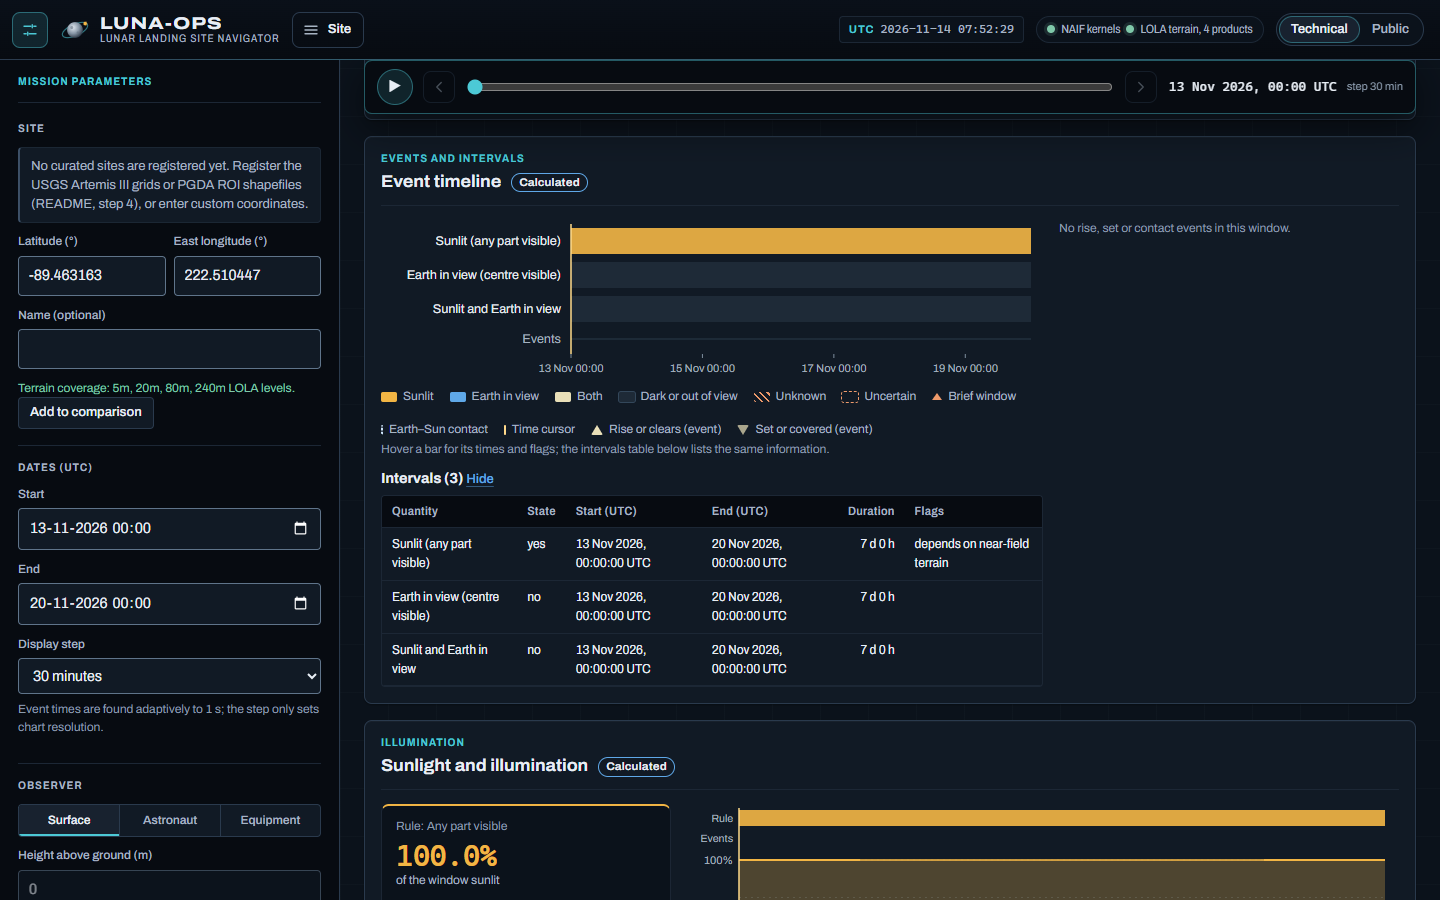 LUNA-OPS
LUNAR LANDING SITE NAVIGATOR
Site
UTC 2026-11-14 07:52:29
NAIF kernels
LOLA terrain, 4 products
Technical
Public
MISSION PARAMETERS
SITE
No curated sites are registered yet. Register the
USGS Artemis III grids or PGDA ROI shapefiles
(README, step 4), or enter custom coordinates.
Latitude (°)
East longitude (°)
-89.463163
222.510447
Name (optional)
Terrain coverage: 5m, 20m, 80m, 240m LOLA levels.
Add to comparison
DATES (UTC)
Start
13-11-2026 00:00
End
20-11-2026 00:00
Display step
30 minutes
Event times are found adaptively to 1 s; the step only sets
chart resolution.
OBSERVER
Surface
Astronaut
Equipment
Height above ground (m)
0
13 Nov 2026, 00:00 UTC
step 30 min
EVENTS AND INTERVALS
Event timeline
Calculated
Sunlit (any part visible)
Earth in view (centre visible)
Sunlit and Earth in view
Events
13 Nov 00:00
15 Nov 00:00
17 Nov 00:00
19 Nov 00:00
No rise, set or contact events in this window.
Sunlit
Earth in view
Both
Dark or out of view
Unknown
Uncertain
Brief window
Earth–Sun contact
Time cursor
Rise or clears (event)
Set or covered (event)
Hover a bar for its times and flags; the intervals table below lists the same information.
Intervals (3) Hide
Quantity
State
Start (UTC)
End (UTC)
Duration
Flags
Sunlit (any part
visible)
yes
13 Nov 2026,
00:00:00 UTC
20 Nov 2026,
00:00:00 UTC
7 d 0 h
depends on near-field
terrain
Earth in view (centre
visible)
no
13 Nov 2026,
00:00:00 UTC
20 Nov 2026,
00:00:00 UTC
7 d 0 h
Sunlit and Earth in
view
no
13 Nov 2026,
00:00:00 UTC
20 Nov 2026,
00:00:00 UTC
7 d 0 h
ILLUMINATION
Sunlight and illumination
Calculated
Rule: Any part visible
100.0%
of the window sunlit
Rule
Events
100%